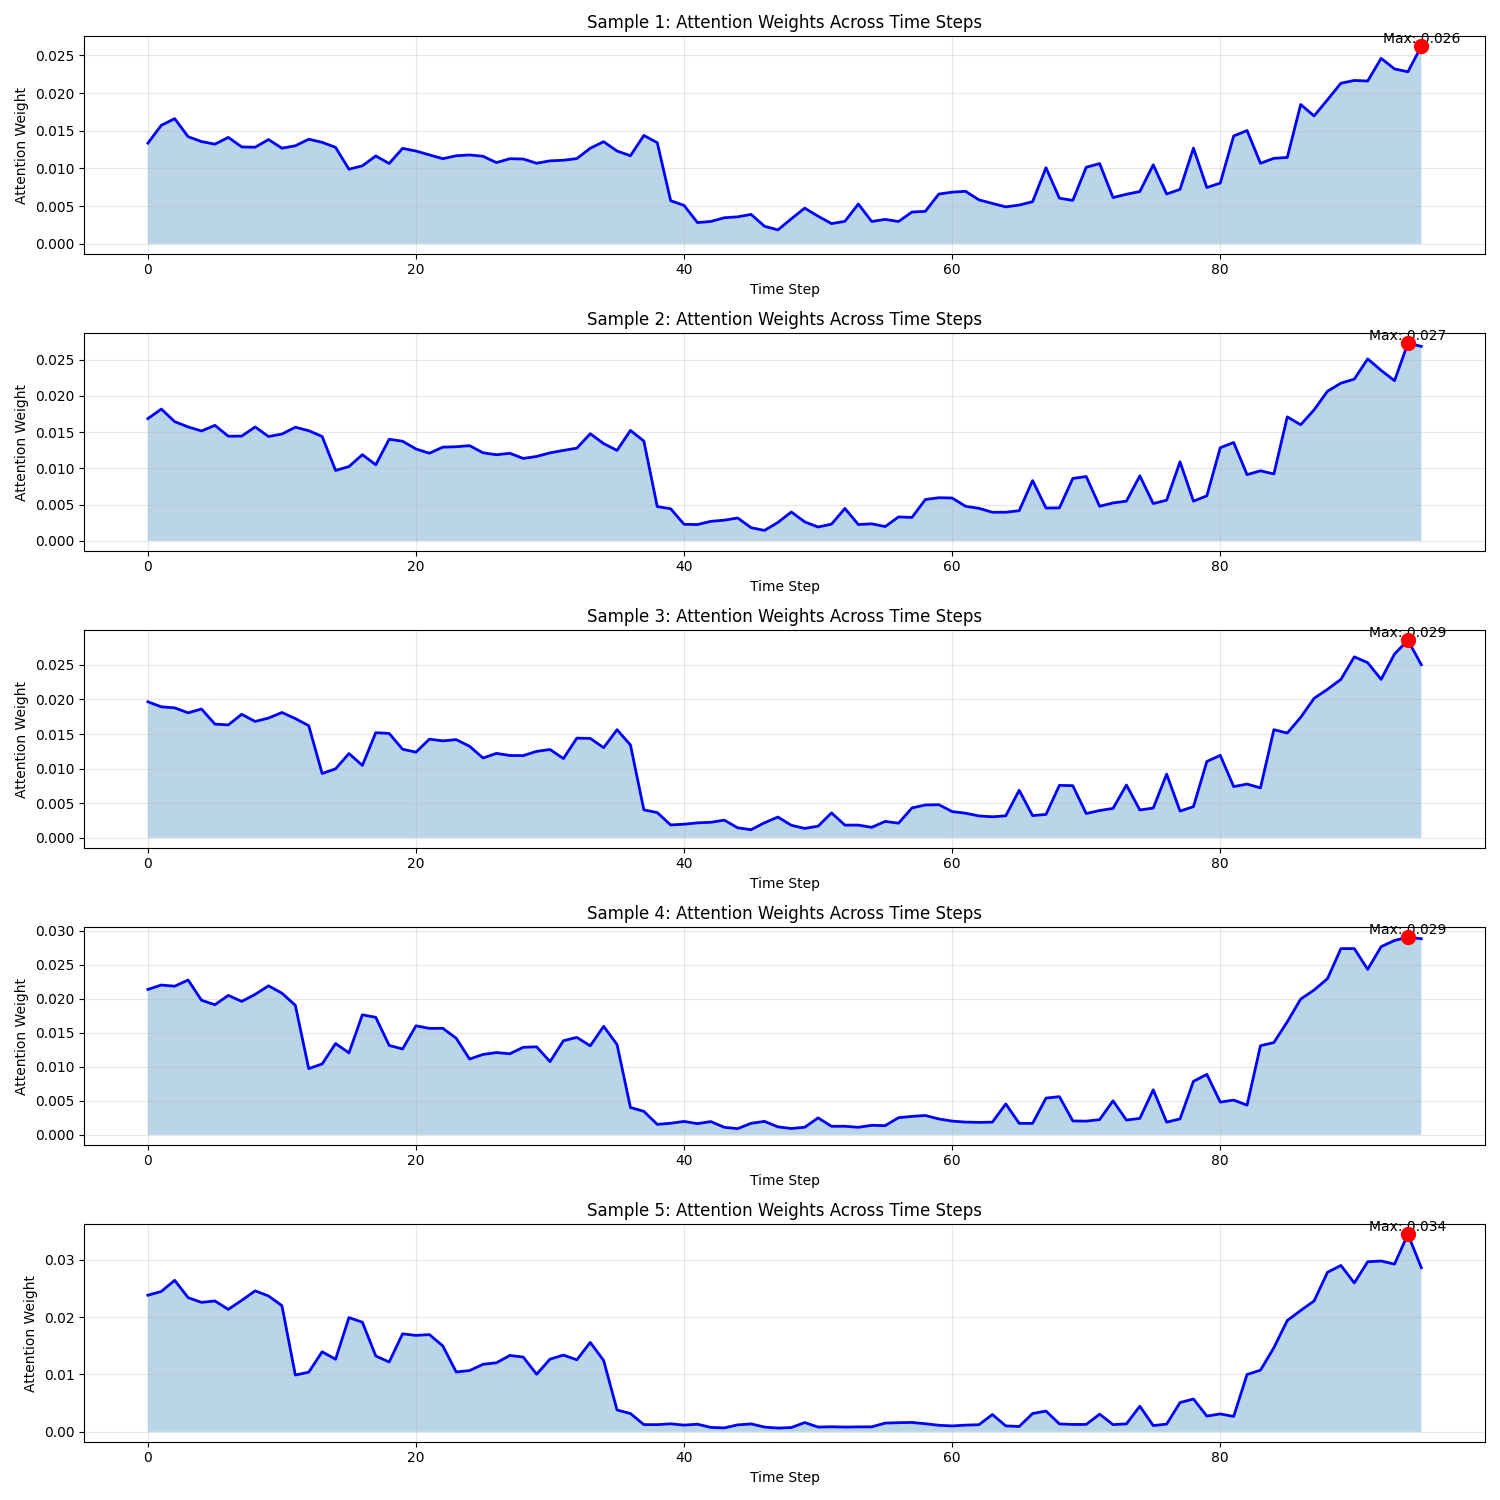 Sample 1: Attention Weights Across Time Steps
Max: 0.026
0.025
0.020
0.015
0.010
0.005
0.000
Attention Weight
0 20 40 60 80
Time Step
Sample 2: Attention Weights Across Time Steps
Max: 0.027
0.025
0.020
0.015
0.010
0.005
0.000
Attention Weight
0 20 40 60 80
Time Step
Sample 3: Attention Weights Across Time Steps
Max: 0.029
0.025
0.020
0.015
0.010
0.005
0.000
Attention Weight
0 20 40 60 80
Time Step
Sample 4: Attention Weights Across Time Steps
Max: 0.029
0.030
0.025
0.020
0.015
0.010
0.005
0.000
Attention Weight
0 20 40 60 80
Time Step
Sample 5: Attention Weights Across Time Steps
Max: 0.034
0.03
0.02
0.01
0.00
Attention Weight
0 20 40 60 80
Time Step